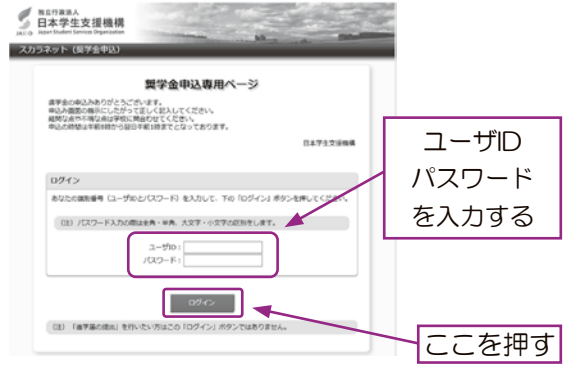 独立行政法人
日本学生支援機構
JASSO Japan Student Services Organization
スカラネット（奨学金申込）
奨学金申込専用ページ
奨学金の申込みありがとうございます。
申込み画面の指示にしたがって正しく記入してください。
疑問な点や不明な点は学校に問合わせてください。
申込の時間は午前8時から翌日午前1時までとなっております。
日本学生支援機構
ログイン
あなたの識別番号（ユーザIDとパスワード）を入力して、下の「ログイン」ボタンを押してください。
（注）パスワード入力の際は全角・半角、大文字・小文字の区別をします。
ユーザID：
パスワード：
ログイン
（注）「進学届の提出」を行いたい方はこの「ログイン」ボタンではありません。
ユーザID
パスワード
を入力する
ここを押す